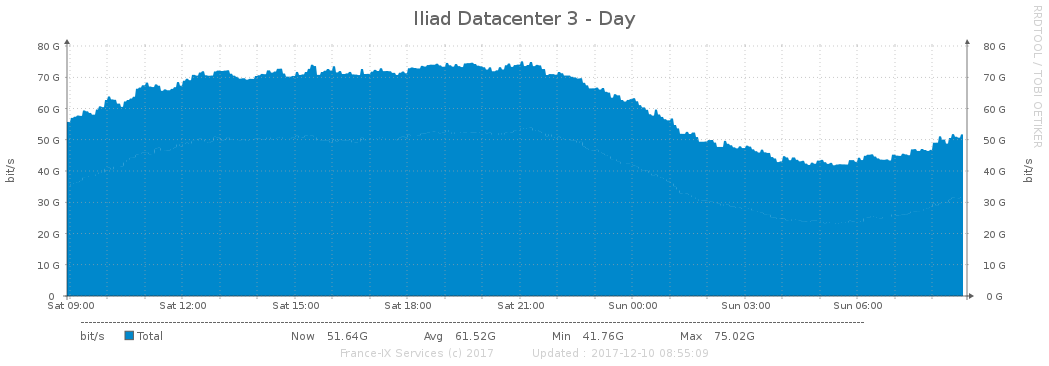 Iliad Datacenter 3 - Day
RRDTOOL / TOBI OETIKER
80 G 80 G
70 G 70 G
60 G 60 G
50 G 50 G
40 G 40 G
30 G 30 G
20 G 20 G
10 G 10 G
0 0 G
bit/s bit/s
Sat 09:00 Sat 12:00 Sat 15:00 Sat 18:00 Sat 21:00 Sun 00:00 Sun 03:00 Sun 06:00
bit/s Total Now 51.64G Avg 61.52G Min 41.76G Max 75.02G
France-IX Services (c) 2017 Updated : 2017-12-10 08:55:09